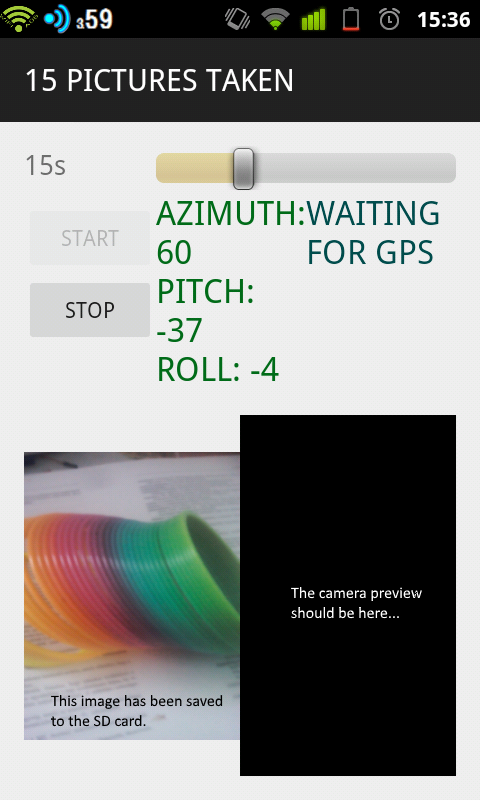 359 15:36
15 PICTURES TAKEN
15s
START
STOP
AZIMUTH:
60
PITCH:
-37
ROLL: -4
WAITING
FOR GPS
The camera preview
should be here...
This image has been saved
to the SD card.